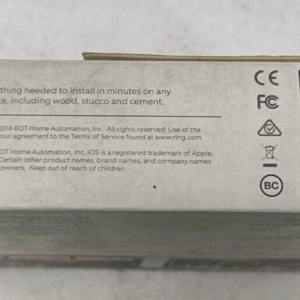 thing needed to install in minutes on any
ce, including wood, stucco and cement.
2016 BOT Home Automation, Inc. All rights reserved. Use of the
our agreement to the Terms of Service found at www.ring.com
OT Home Automation, Inc. iOS is a registered trademark of Apple,
Certain other product names, brand names, and company names
owners. Keep out of reach of children.
CE
FC
BC